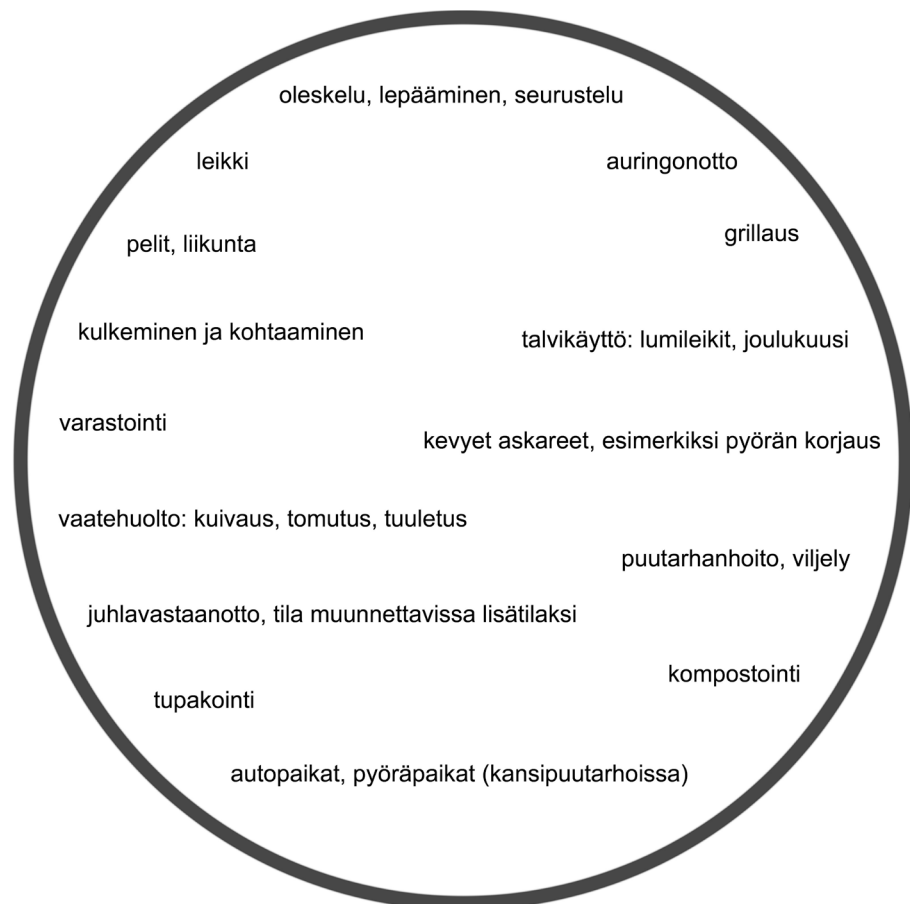 oleskelu, lepääminen, seurustelu
leikki
auringonotto
pelit, liikunta
grillaus
kulkeminen ja kohtaaminen
talvikäyttö: lumileikit, joulukuusi
varastointi
kevyet askareet, esimerkiksi pyörän korjaus
vaatehuolto: kuivaus, tomutus, tuuletus
puutarhanhoito, viljely
juhlavastaanotto, tila muunnettavissa lisätilaksi
kompostointi
tupakointi
autopaikat, pyöräpaikat (kansipuutarhoissa)